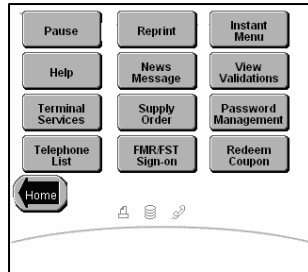 Pause
Reprint
Instant
Menu
Help
News
Message
View
Validations
Terminal
Services
Supply
Order
Password
Management
Telephone
List
FMR/FST
Sign-on
Redeem
Coupon
Home